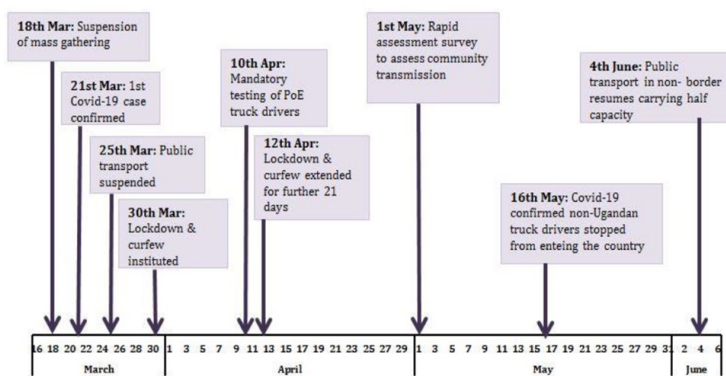 18th Mar: Suspension
of mass gathering
21st Mar: 1st
Covid-19 case
confirmed
25th Mar: Public
transport
suspended
30th Mar:
Lockdown &
curfew
instituted
10th Apr:
Mandatory
testing of PoE
truck drivers
12th Apr:
Lockdown &
curfew extended
for further 21
days
1st May: Rapid
assessment survey
to assess community
transmission
16th May: Covid-19
confirmed non-Ugandan
truck drivers stopped
from enteing the country
4th June: Public
transport in non- border
resumes carrying half
capacity
16 18 20 22 24 26 28 30 1 3 5 7 9 11 13 15 17 19 21 23 25 27 29 1 3 5 7 9 11 13 15 17 19 21 23 25 27 29 31 2 4 6
March April May June